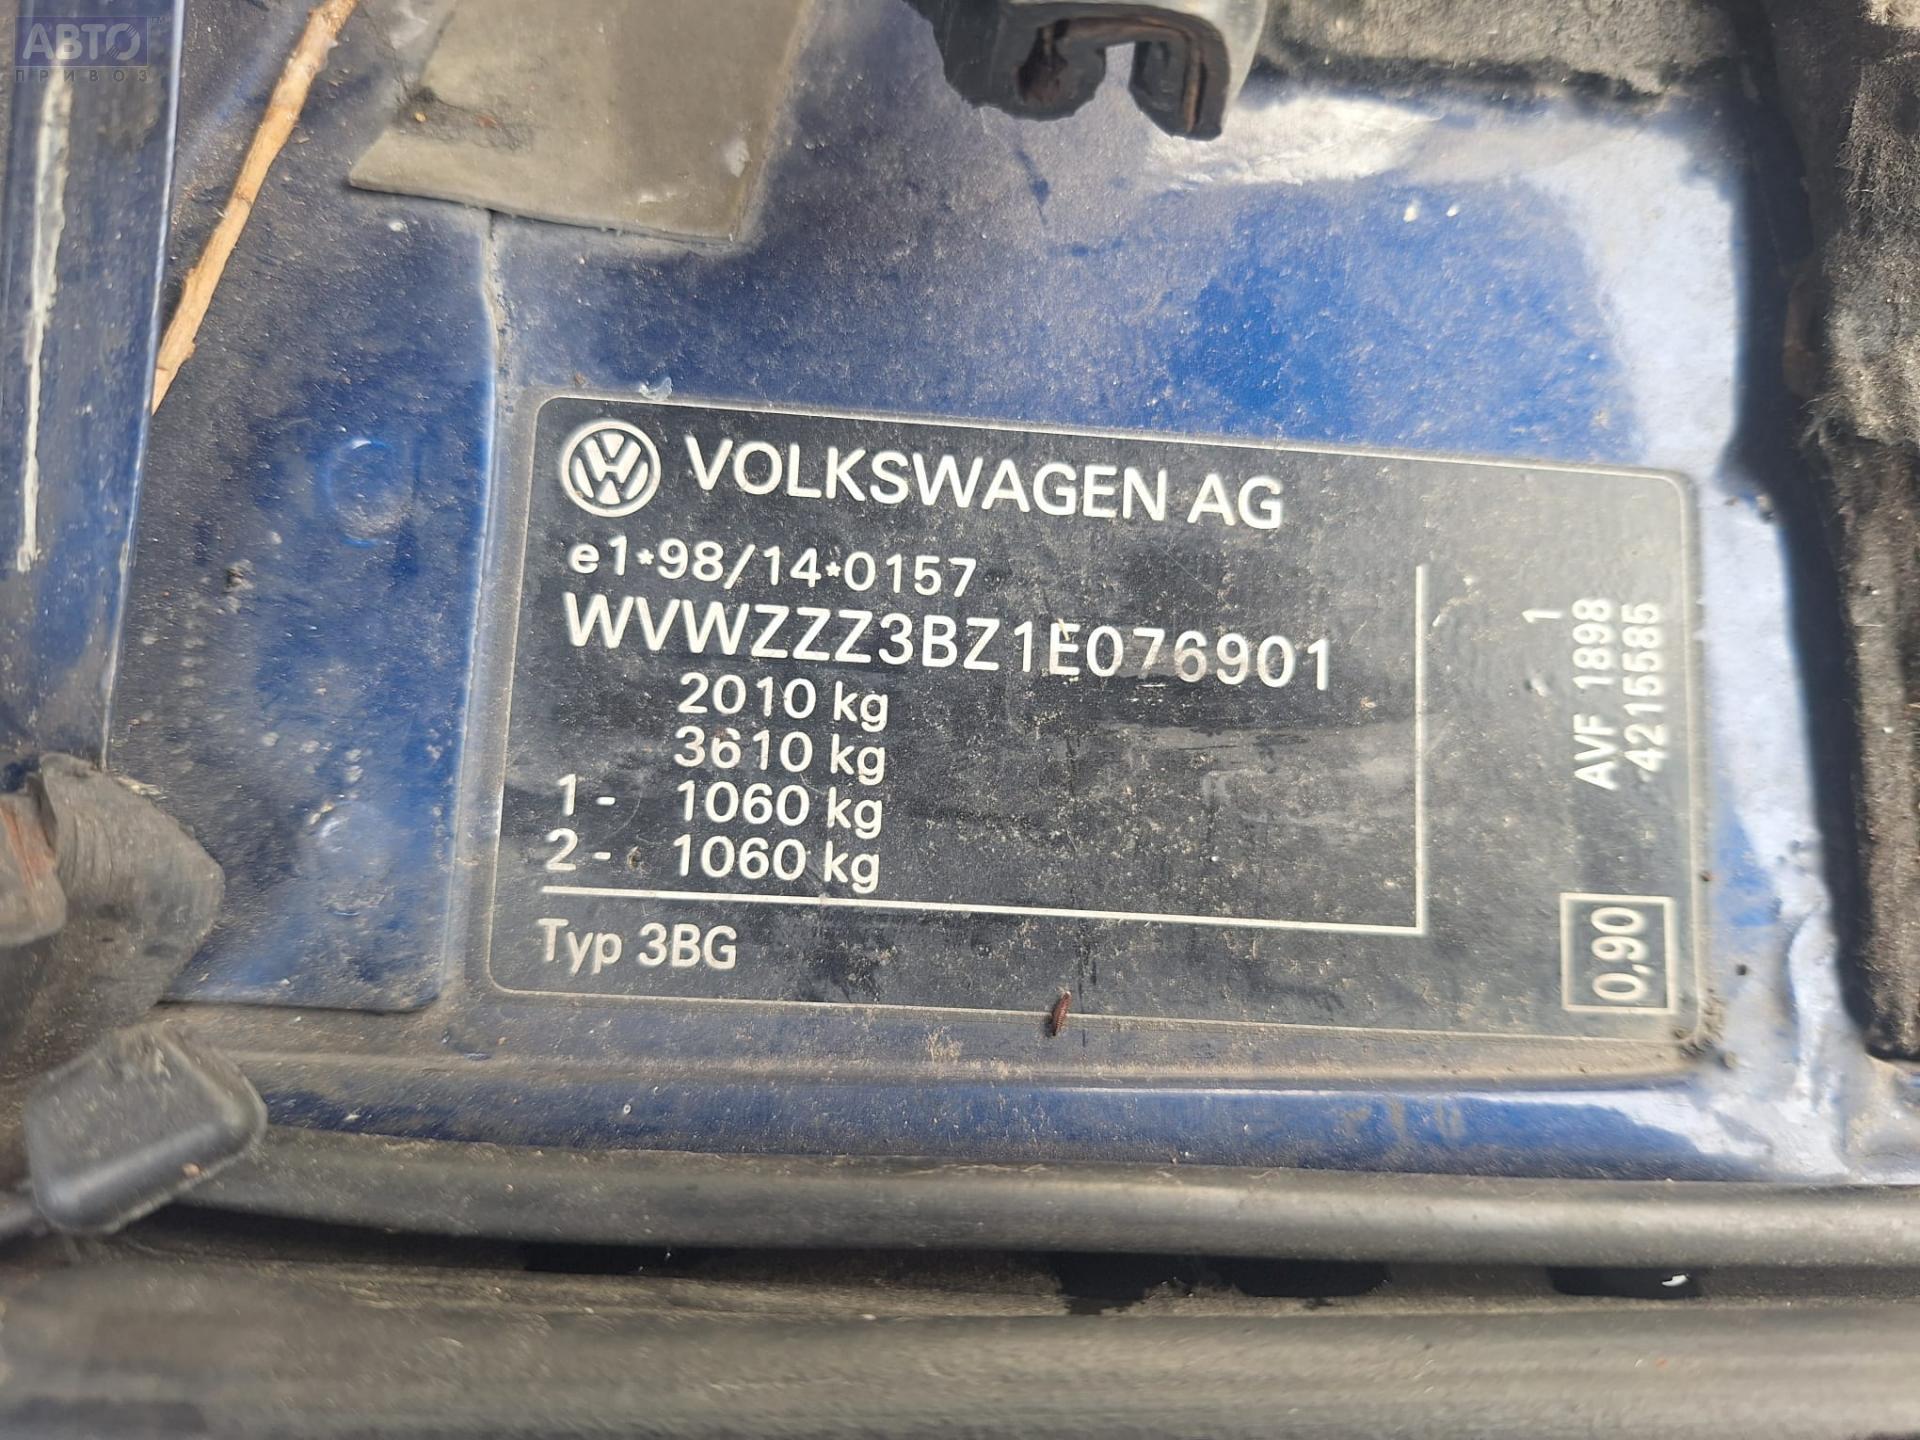 АВТО
ПРИВОЗ
VOLKSWAGEN AG
e1*98/14*0157
WVWZZZ3BZ1E076901
2010 kg
3610 kg
1- 1060 kg
2- 1060 kg
Typ 3BG
1
AVF 1898
4215585
0,90